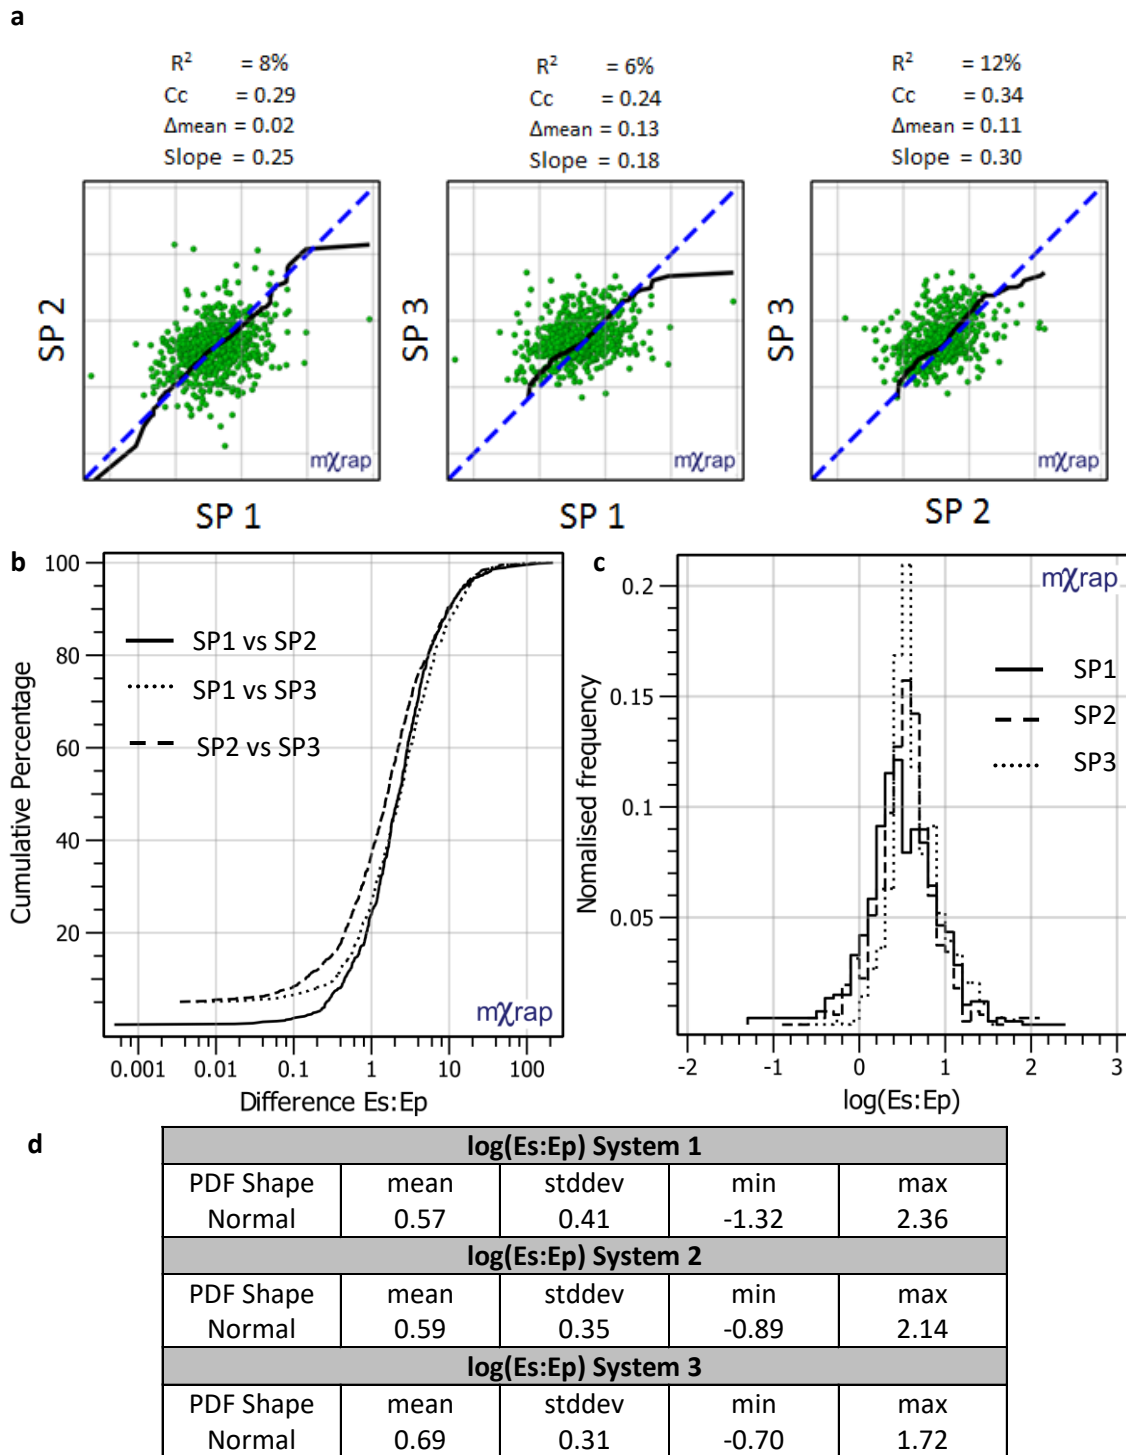 a
R² = 8%
Cc = 0.29
Δmean = 0.02
Slope = 0.25
R² = 6%
Cc = 0.24
Δmean = 0.13
Slope = 0.18
R² = 12%
Cc = 0.34
Δmean = 0.11
Slope = 0.30
SP 2
mχrap
SP 1
SP 3
mχrap
SP 1
SP 3
mχrap
SP 2
b
Cumulative Percentage
100
80
60
40
20
SP1 vs SP2
SP1 vs SP3
SP2 vs SP3
mχrap
0.001 0.01 0.1 1 10 100
Difference Es:Ep
c
Nomalised frequency
0.2
0.15
0.1
0.05
mχrap
SP1
SP2
SP3
-2 -1 0 1 2 3
log(Es:Ep)
d
log(Es:Ep) System 1
PDF Shape mean stddev min max
Normal 0.57 0.41 -1.32 2.36
log(Es:Ep) System 2
PDF Shape mean stddev min max
Normal 0.59 0.35 -0.89 2.14
log(Es:Ep) System 3
PDF Shape mean stddev min max
Normal 0.69 0.31 -0.70 1.72